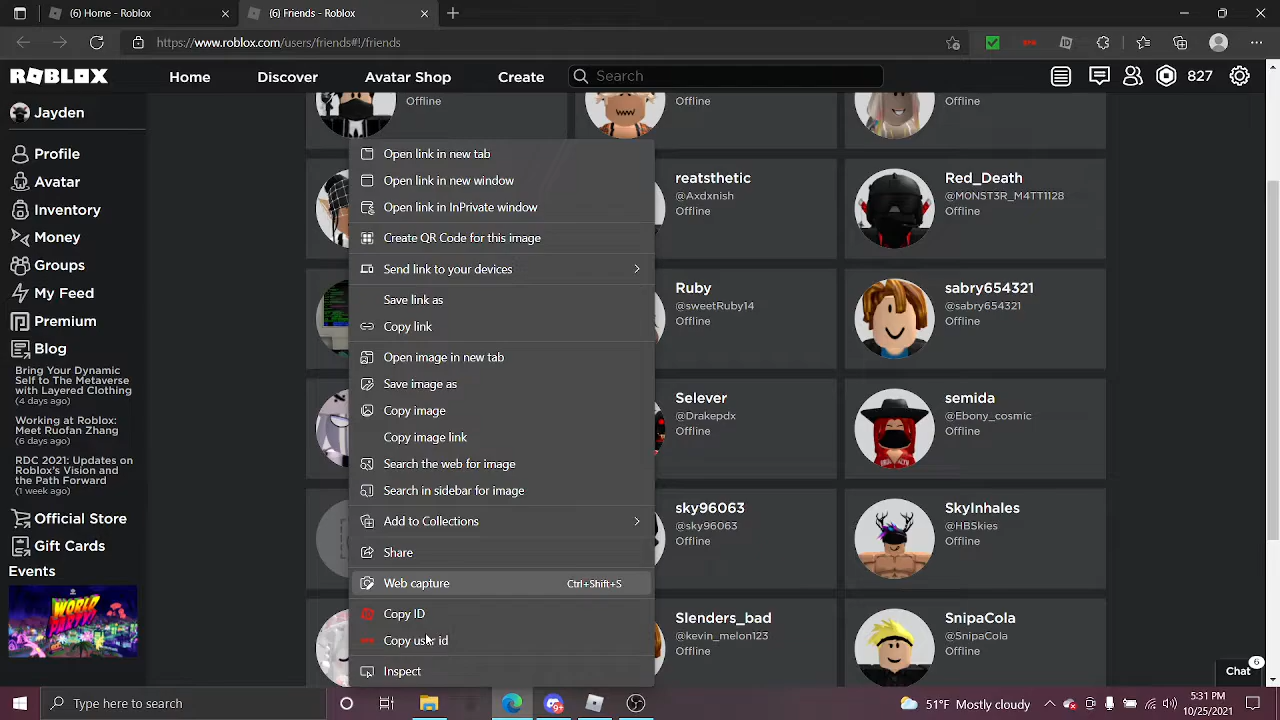 (6) Home - Roblox
(6) Friends - Roblox
https://www.roblox.com/users/friends#!/friends
ROBLOX
Home
Discover
Avatar Shop
Create
Search
827
Jayden
Profile
Avatar
Inventory
Money
Groups
My Feed
Premium
Blog
Bring Your Dynamic
Self to The Metaverse
with Layered Clothing
(4 days ago)
Working at Roblox:
Meet Ruofan Zhang
(6 days ago)
RDC 2021: Updates on
Roblox's Vision and
the Path Forward
(1 week ago)
Official Store
Gift Cards
Events
WORLD
PARTY!
Offline
Offline
Offline
reatsthetic
@Axdxnish
Offline
Red_Death
@M0NST3R_M4TT1128
Offline
Ruby
@sweetRuby14
Offline
sabry654321
@sabry654321
Offline
Selever
@Drakepdx
Offline
semida
@Ebony_cosmic
Offline
sky96063
@sky96063
Offline
SkyInhales
@HBSkies
Offline
Slenders_bad
@kevin_melon123
Offline
SnipaCola
@SnipaCola
Offline
Open link in new tab
Open link in new window
Open link in InPrivate window
Create QR Code for this image
Send link to your devices
Save link as
Copy link
Open image in new tab
Save image as
Copy image
Copy image link
Search the web for image
Search in sidebar for image
Add to Collections
Share
Web capture Ctrl+Shift+S
Copy ID
Copy user id
Inspect
Chat
6
Type here to search
9+
51°F Mostly cloudy
5:31 PM
10/25/2021